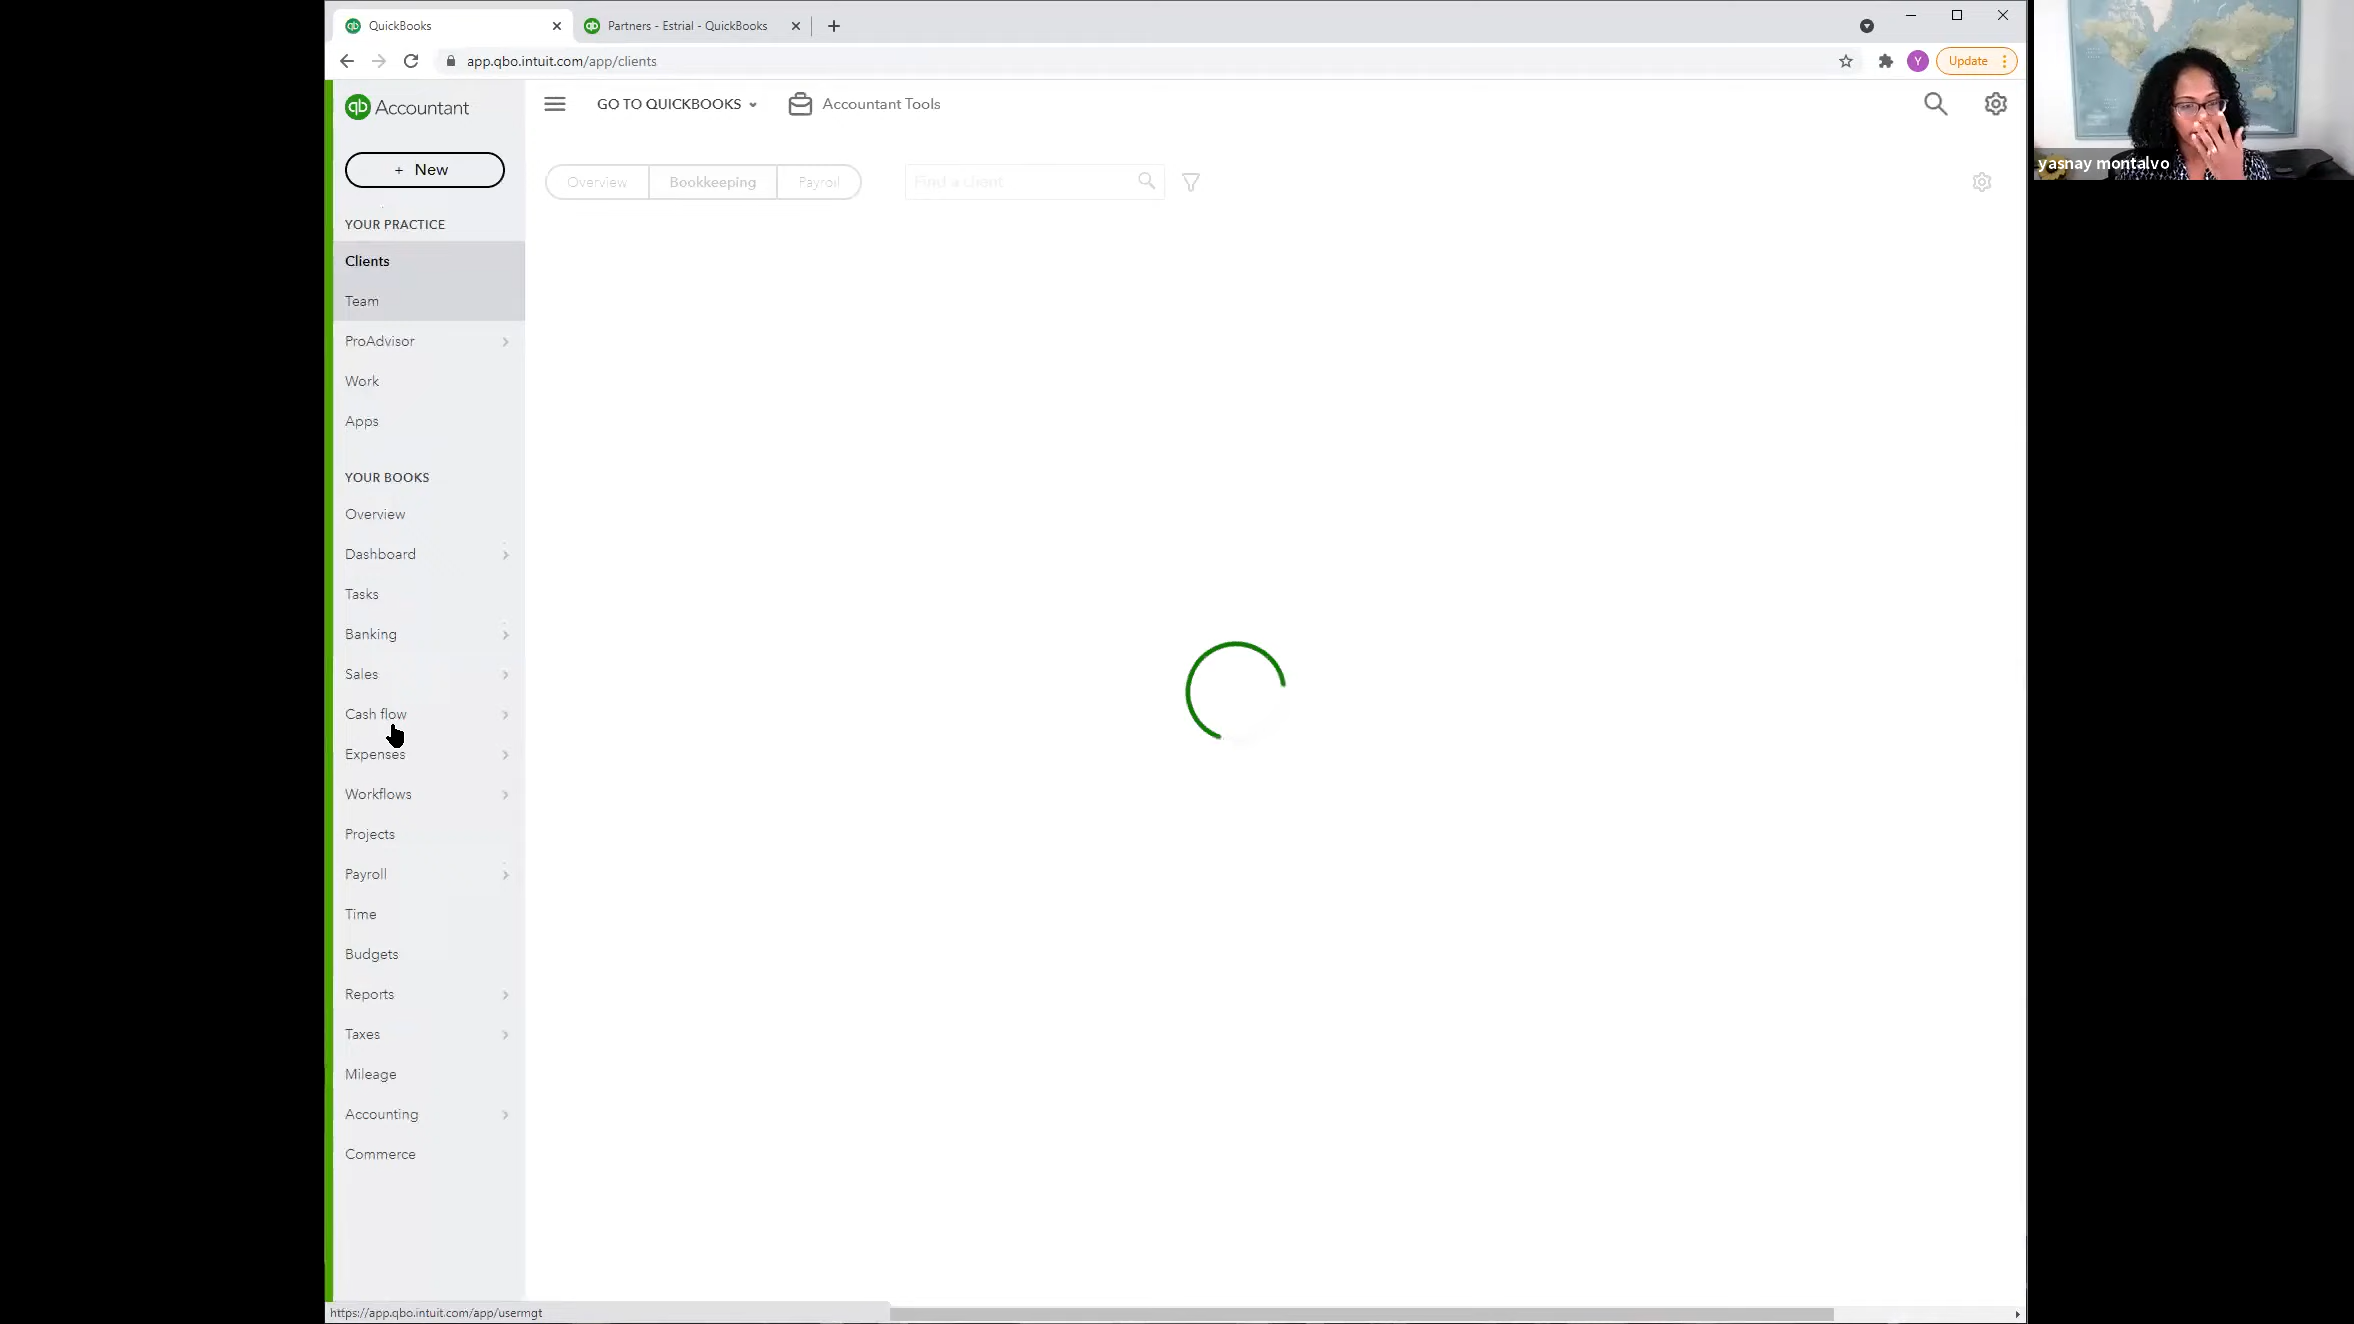 QuickBooks
Partners - Estrial - QuickBooks
app.qbo.intuit.com/app/clients
Y
Update
qb Accountant
GO TO QUICKBOOKS
Accountant Tools
+ New
Overview
Bookkeeping
Payroll
Find a client
YOUR PRACTICE
Clients
Team
ProAdvisor
Work
Apps
YOUR BOOKS
Overview
Dashboard
Tasks
Banking
Sales
Cash flow
Expenses
Workflows
Projects
Payroll
Time
Budgets
Reports
Taxes
Mileage
Accounting
Commerce
https://app.qbo.intuit.com/app/usermgt
yasnay montalvo